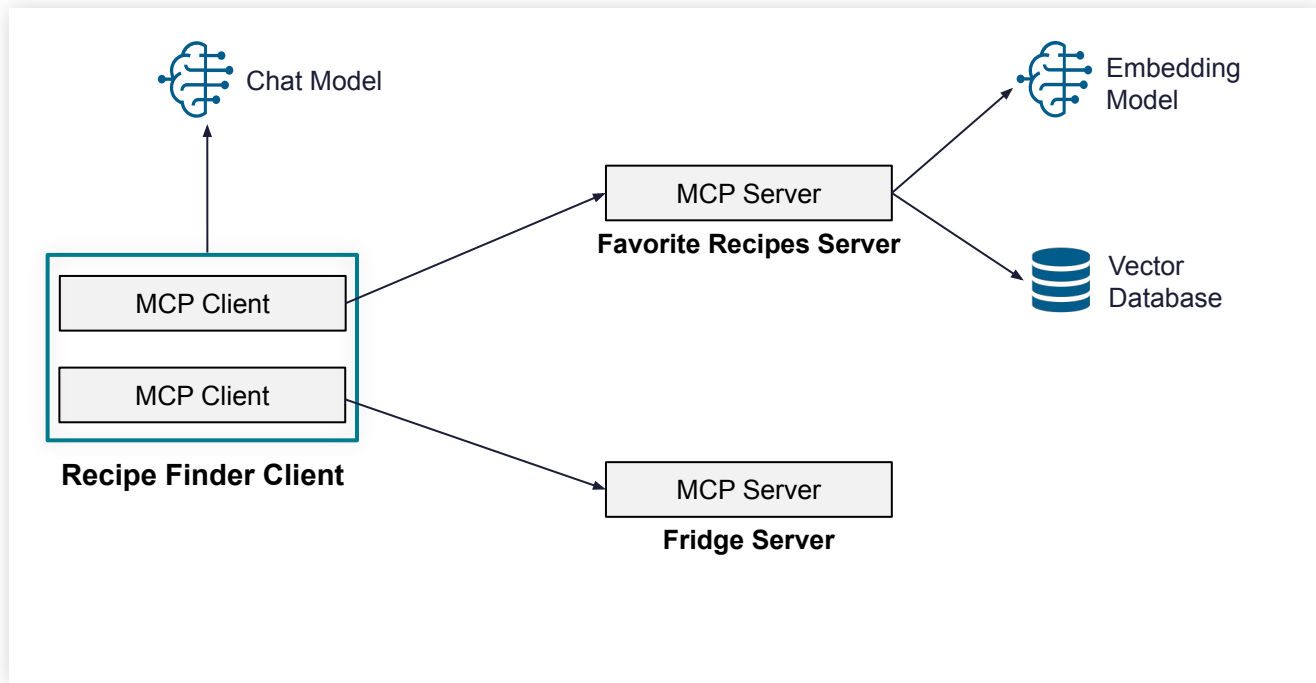 Chat Model
Embedding
Model
MCP Server
Favorite Recipes Server
Vector
Database
MCP Client
MCP Client
Recipe Finder Client
MCP Server
Fridge Server